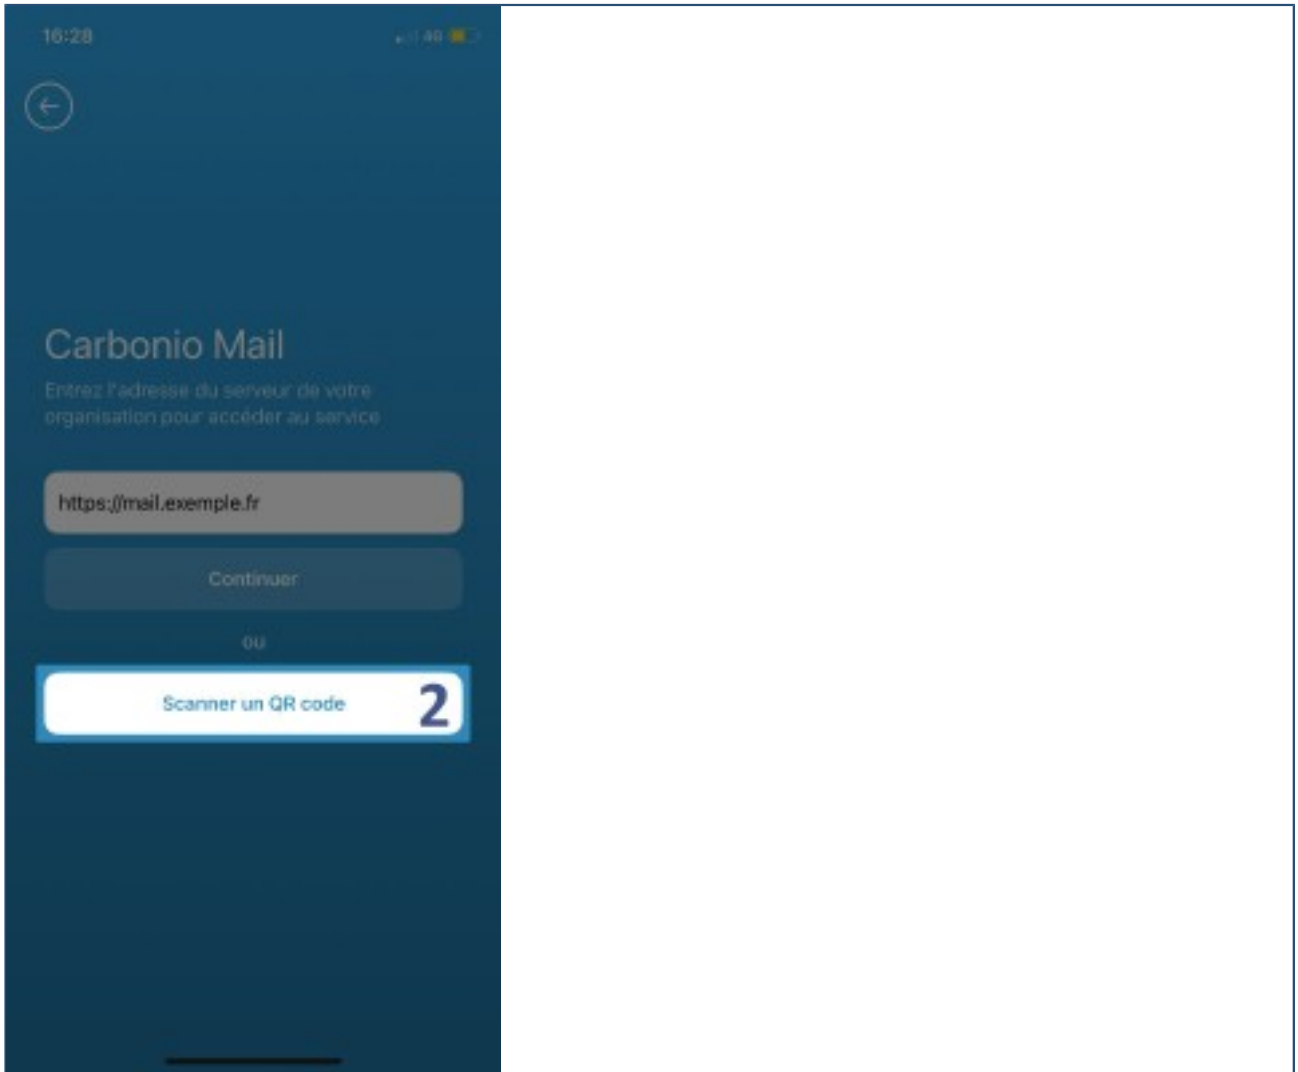 16:28
4G
Carbonio Mail
Entrez l'adresse du serveur de votre
organisation pour accéder au service
https://mail.exemple.fr
Continuer
ou
Scanner un QR code 2